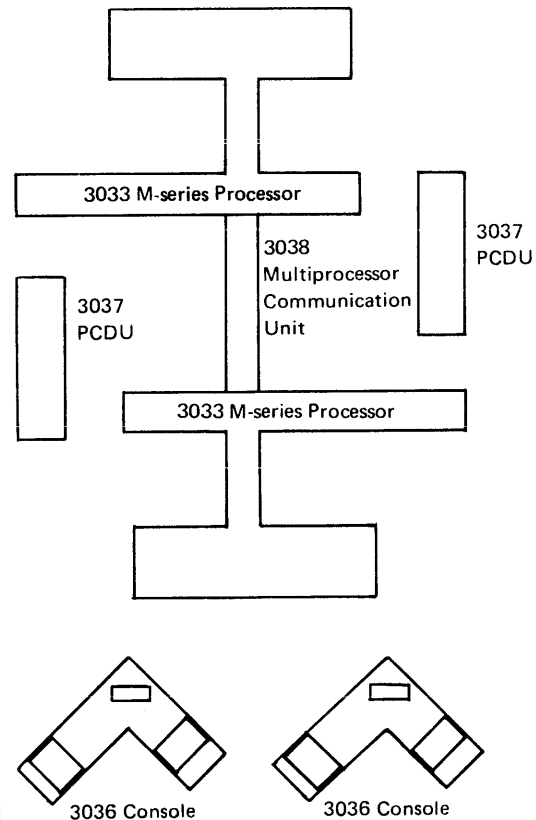 3033 M-series Processor
3037
PCDU
3038
Multiprocessor
Communication
Unit
3037
PCDU
3033 M-series Processor
3036 Console
3036 Console